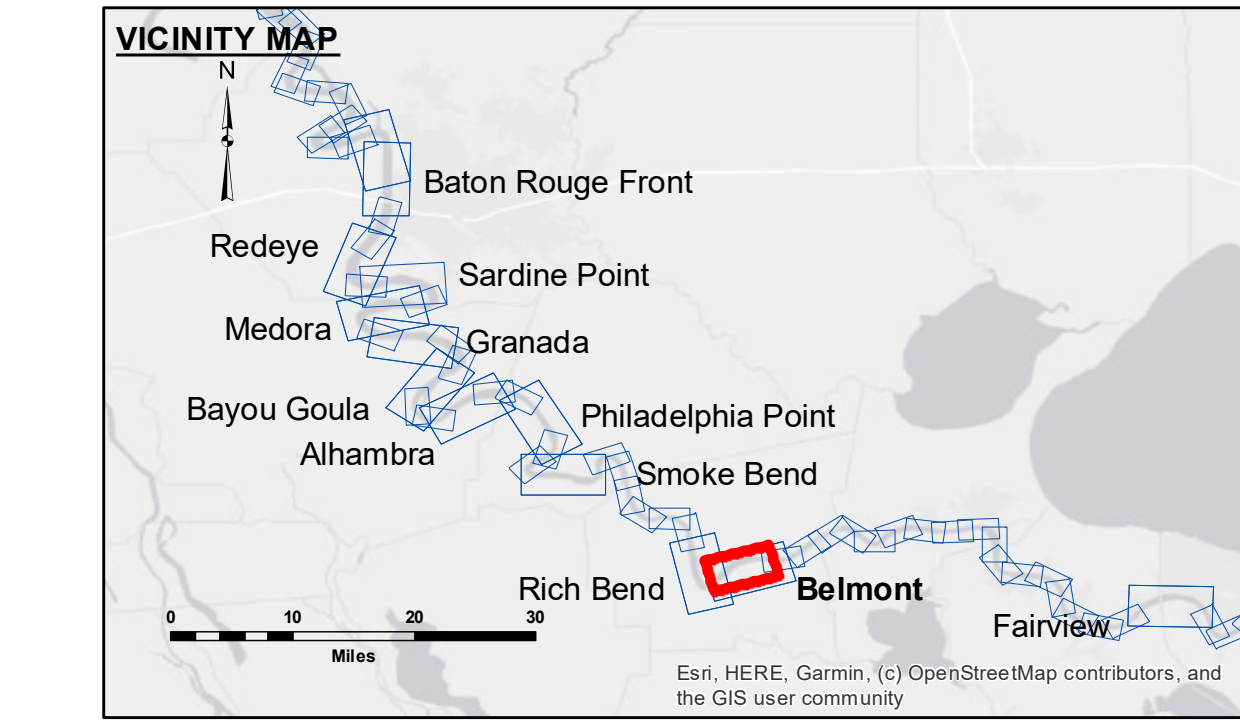 VICINITY MAP
N
Baton Rouge Front
Redeye
Sardine Point
Medora
Granada
Bayou Goula
Philadelphia Point
Alhambra
Smoke Bend
Rich Bend
Belmont
Fairview
0 10 20 30
Miles
Esri, HERE, Garmin, (c) OpenStreetMap contributors, and
the GIS user community